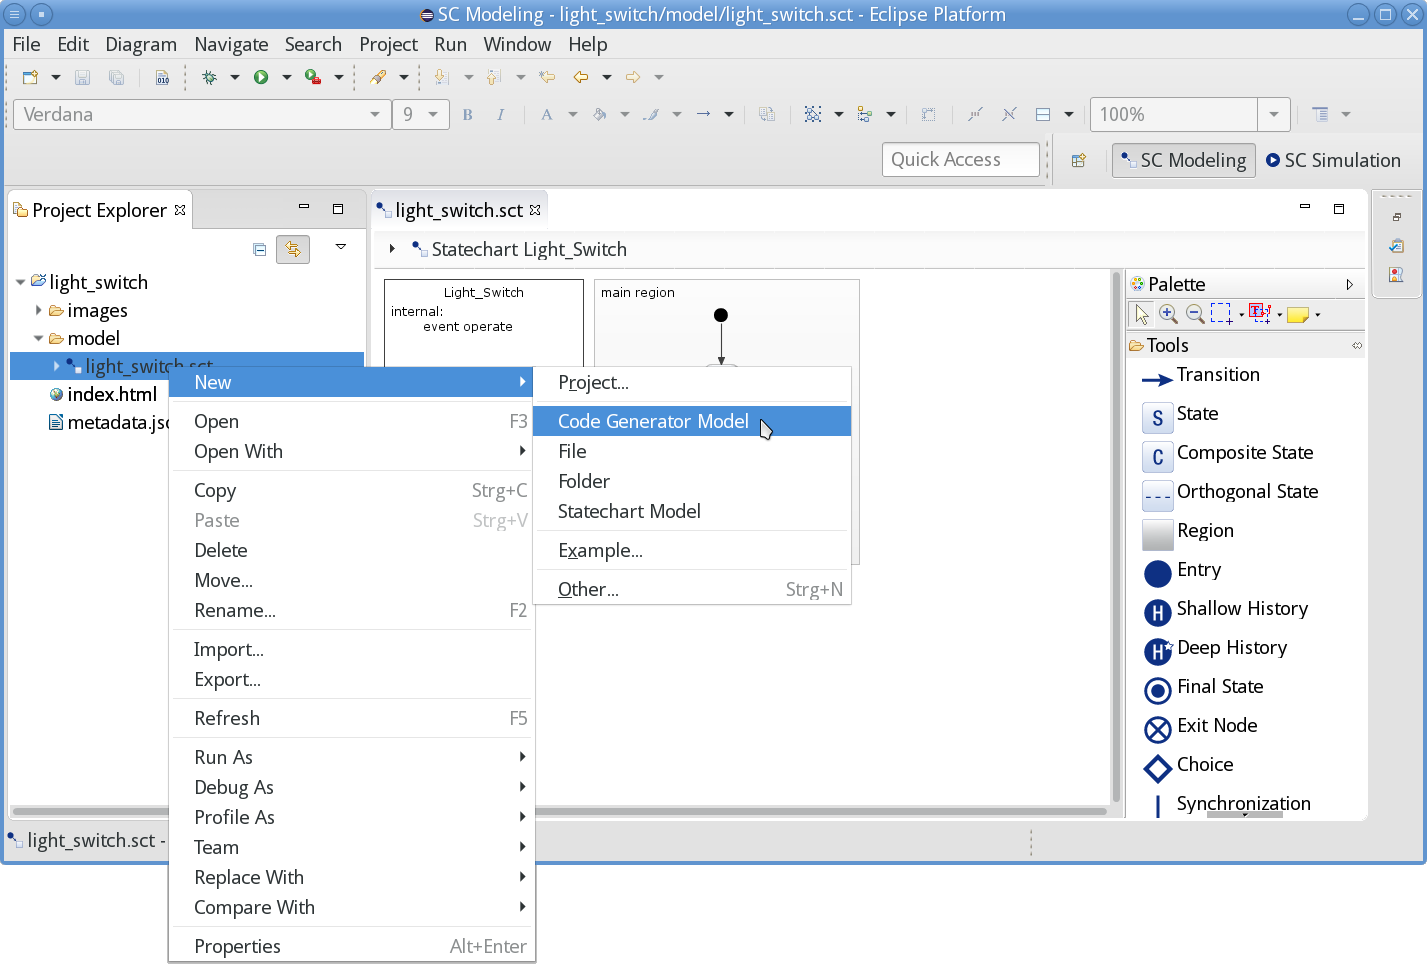 SC Modeling - light_switch/model/light_switch.sct - Eclipse Platform
File Edit Diagram Navigate Search Project Run Window Help
010
Verdana 9 B I A 100%
Quick Access SC Modeling SC Simulation
Project Explorer
light_switch
images
model
light_switch.sct
index.html
metadata.jsc
light_switch.sct
Statechart Light_Switch
Light_Switch
internal:
event operate
main region
New
Open F3
Open With
Copy Strg+C
Paste Strg+V
Delete
Move...
Rename... F2
Import...
Export...
Refresh F5
Run As
Debug As
Profile As
Team
Replace With
Compare With
Properties Alt+Enter
Project...
Code Generator Model
File
Folder
Statechart Model
Example...
Other... Strg+N
Palette
Tools
Transition
S State
C Composite State
Orthogonal State
Region
Entry
H Shallow History
H Deep History
Final State
Exit Node
Choice
Synchronization
light_switch.sct -